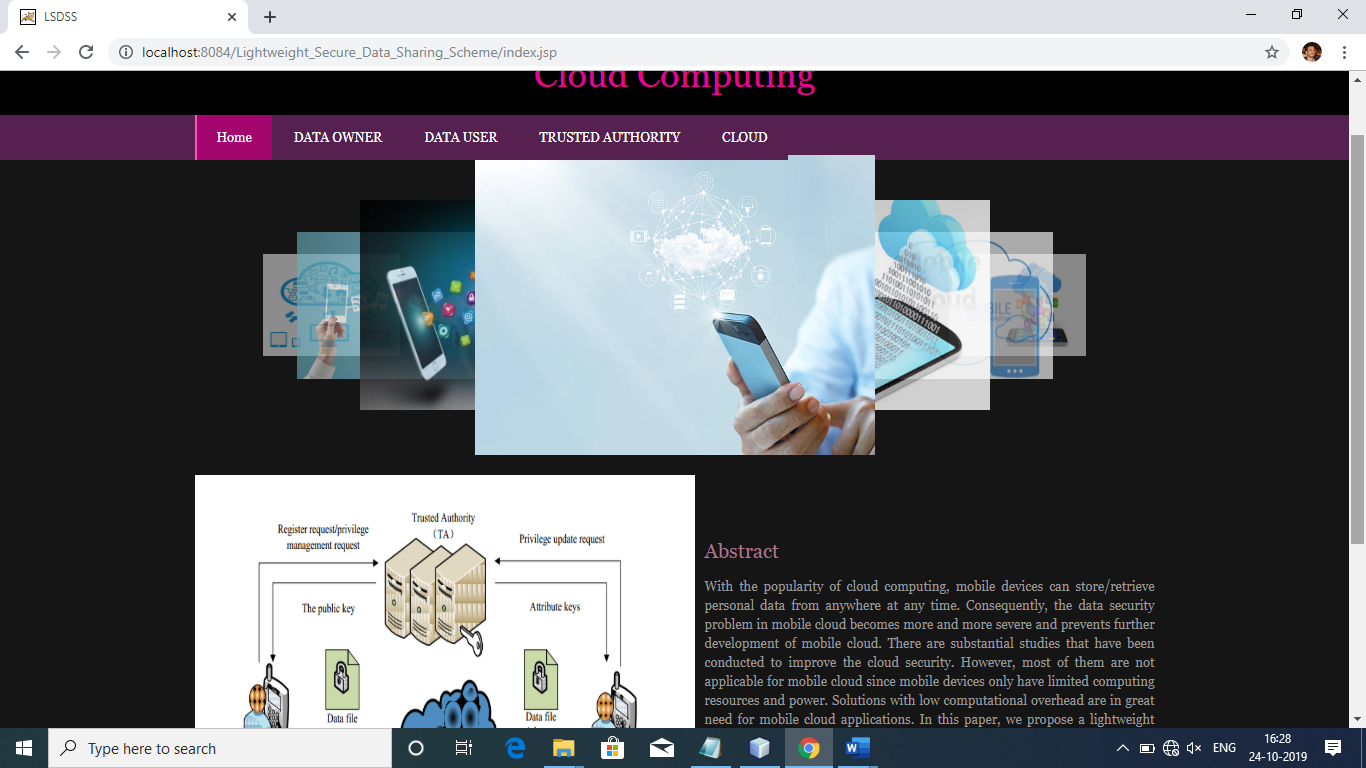 LSDSS
localhost:8084/Lightweight_Secure_Data_Sharing_Scheme/index.jsp
Cloud Computing
Home DATA OWNER DATA USER TRUSTED AUTHORITY CLOUD
MOBILE
Trusted Authority
(TA)
Register request/privilege
management request
Privilege update request
The public key
Attribute keys
Data file
Data file
Abstract
With the popularity of cloud computing, mobile devices can store/retrieve
personal data from anywhere at any time. Consequently, the data security
problem in mobile cloud becomes more and more severe and prevents further
development of mobile cloud. There are substantial studies that have been
conducted to improve the cloud security. However, most of them are not
applicable for mobile cloud since mobile devices only have limited computing
resources and power. Solutions with low computational overhead are in great
need for mobile cloud applications. In this paper, we propose a lightweight
Type here to search
ENG
16:28
24-10-2019